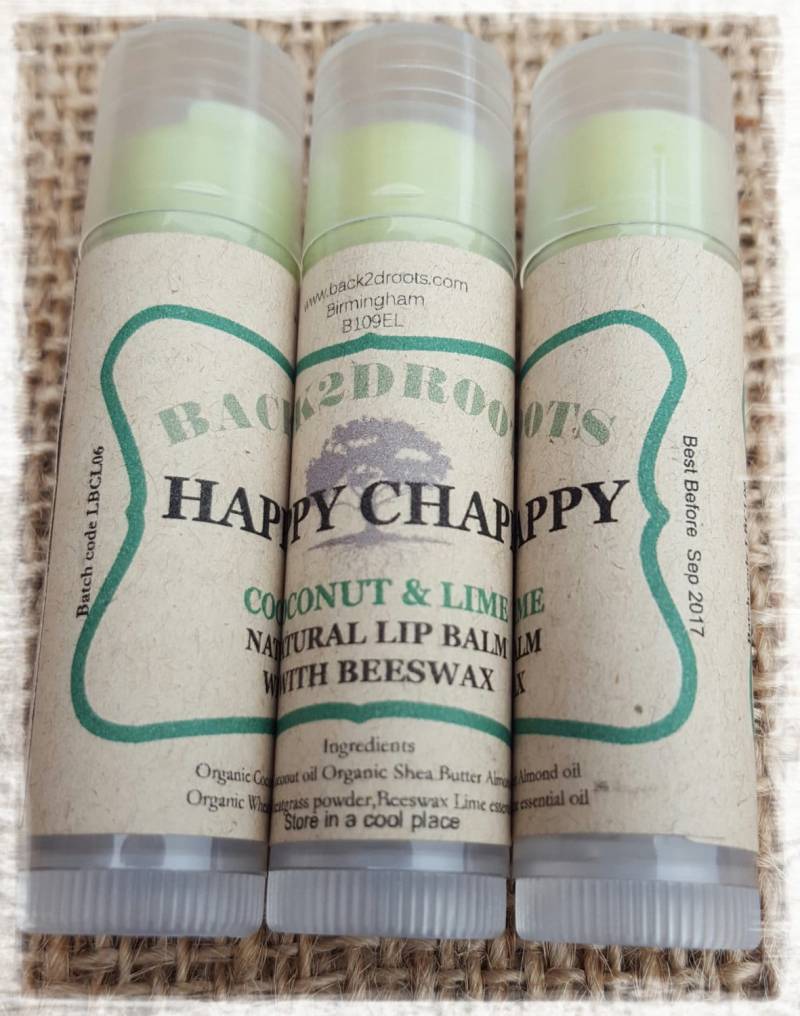 www.back2droots.com
Birmingham
B109EL
BACK2DROOTS
HAPPY CHAPPY
COCONUT & LIME
NATURAL LIP BALM
WITH BEESWAX
Ingredients
Organic Coconut oil Organic Shea Butter Almond oil
Organic Wheatgrass powder,Beeswax Lime essential oil
Store in a cool place
Batch code LBCL06
Best Before Sep 2017